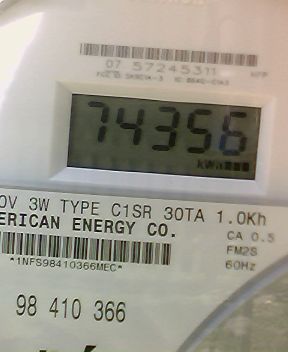 07 57245311
74356
kWh
0V 3W TYPE C1SR 30TA 1.0Kh
ERICAN ENERGY CO.
CA 0.5
FM2S
*1NFS98410366MEC*
60Hz
98 410 366